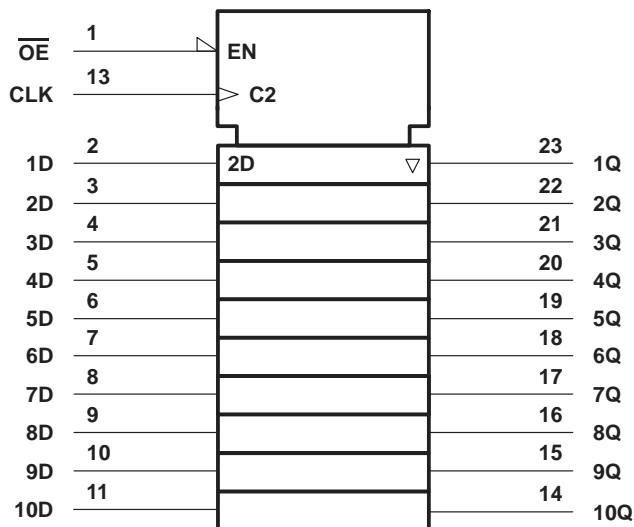 O̅E̅ 1 EN
CLK 13 C2
1D 2 2D 23 1Q
2D 3 22 2Q
3D 4 21 3Q
4D 5 20 4Q
5D 6 19 5Q
6D 7 18 6Q
7D 8 17 7Q
8D 9 16 8Q
9D 10 15 9Q
10D 11 14 10Q